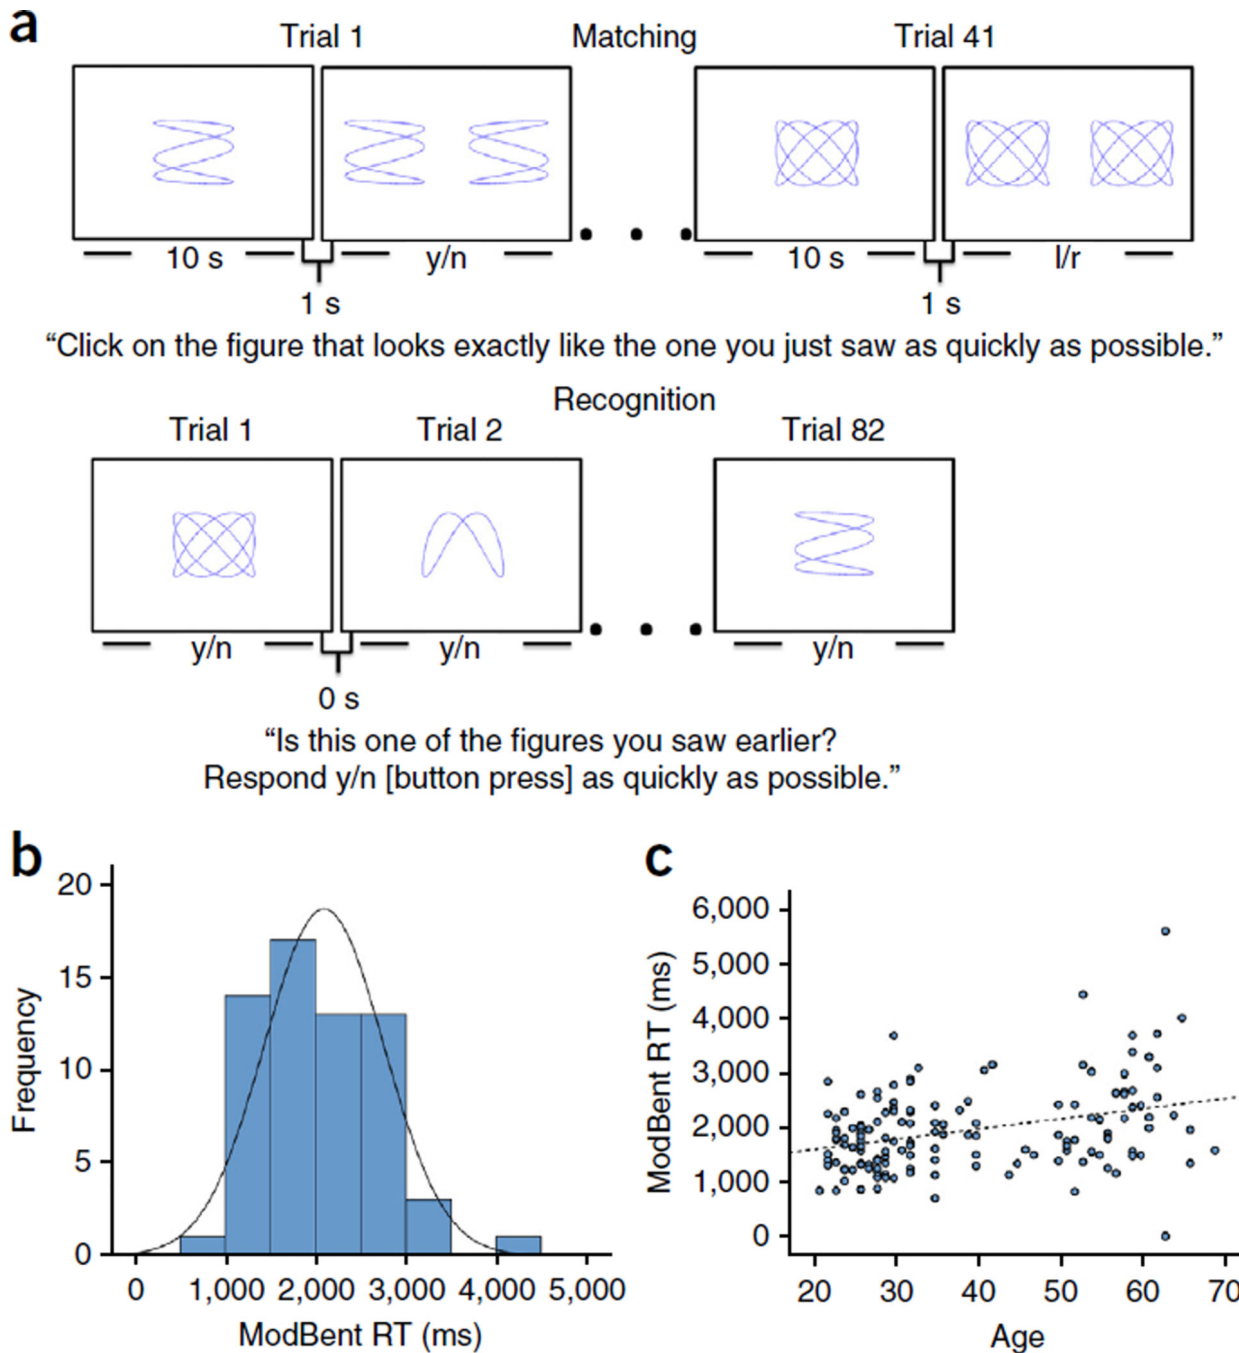 a
Trial 1 Matching Trial 41
10 s y/n 10 s l/r
1 s 1 s
“Click on the figure that looks exactly like the one you just saw as quickly as possible.”
Recognition
Trial 1 Trial 2 Trial 82
y/n y/n y/n
0 s
“Is this one of the figures you saw earlier?
Respond y/n [button press] as quickly as possible.”
b
20
15
10
5
0
Frequency
0 1,000 2,000 3,000 4,000 5,000
ModBent RT (ms)
c
6,000
5,000
4,000
3,000
2,000
1,000
0
ModBent RT (ms)
20 30 40 50 60 70
Age